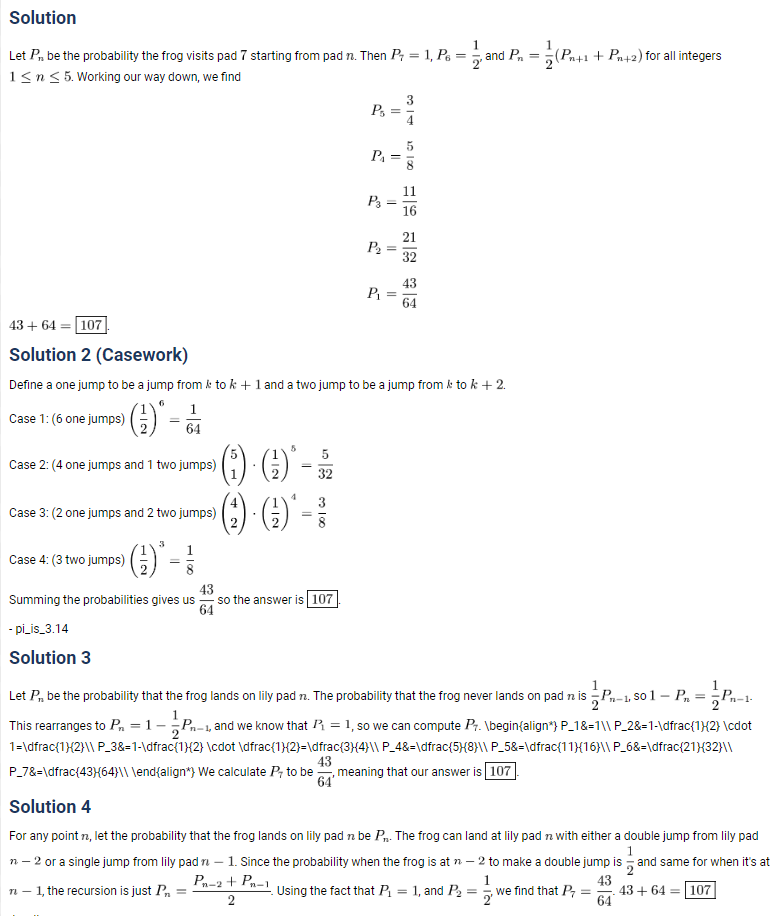 Solution
Let $P_n$ be the probability the frog visits pad $7$ starting from pad $n$. Then $P_7 = 1$, $P_6 = \frac{1}{2}$, and $P_n = \frac{1}{2}(P_{n+1} + P_{n+2})$ for all integers
$1 \leq n \leq 5$. Working our way down, we find
$P_5 = \frac{3}{4}$
$P_4 = \frac{5}{8}$
$P_3 = \frac{11}{16}$
$P_2 = \frac{21}{32}$
$P_1 = \frac{43}{64}$
$43 + 64 = \boxed{107}$.
Solution 2 (Casework)
Define a one jump to be a jump from $k$ to $k + 1$ and a two jump to be a jump from $k$ to $k + 2$.
Case 1: (6 one jumps) $\left(\frac{1}{2}\right)^6 = \frac{1}{64}$
Case 2: (4 one jumps and 1 two jumps) $\binom{5}{1} \cdot \left(\frac{1}{2}\right)^5 = \frac{5}{32}$
Case 3: (2 one jumps and 2 two jumps) $\binom{4}{2} \cdot \left(\frac{1}{2}\right)^4 = \frac{3}{8}$
Case 4: (3 two jumps) $\left(\frac{1}{2}\right)^3 = \frac{1}{8}$
Summing the probabilities gives us $\frac{43}{64}$ so the answer is $\boxed{107}$.
- pi_is_3.14
Solution 3
Let $P_n$ be the probability that the frog lands on lily pad $n$. The probability that the frog never lands on pad $n$ is $\frac{1}{2}P_{n-1}$, so $1 - P_n = \frac{1}{2}P_{n-1}$.
This rearranges to $P_n = 1 - \frac{1}{2}P_{n-1}$, and we know that $P_1 = 1$, so we can compute $P_7$. \begin{align*} P_1&=1\\ P_2&=1-\dfrac{1}{2} \cdot
1=\dfrac{1}{2}\\ P_3&=1-\dfrac{1}{2} \cdot \dfrac{1}{2}=\dfrac{3}{4}\\ P_4&=\dfrac{5}{8}\\ P_5&=\dfrac{11}{16}\\ P_6&=\dfrac{21}{32}\\
P_7&=\dfrac{43}{64}\\ \end{align*} We calculate $P_7$ to be $\frac{43}{64}$, meaning that our answer is $\boxed{107}$.
Solution 4
For any point $n$, let the probability that the frog lands on lily pad $n$ be $P_n$. The frog can land at lily pad $n$ with either a double jump from lily pad
$n - 2$ or a single jump from lily pad $n - 1$. Since the probability when the frog is at $n - 2$ to make a double jump is $\frac{1}{2}$ and same for when it's at
$n - 1$, the recursion is just $P_n = \frac{P_{n-2} + P_{n-1}}{2}$. Using the fact that $P_1 = 1$, and $P_2 = \frac{1}{2}$, we find that $P_7 = \frac{43}{64}$. $43 + 64 = \boxed{107}$